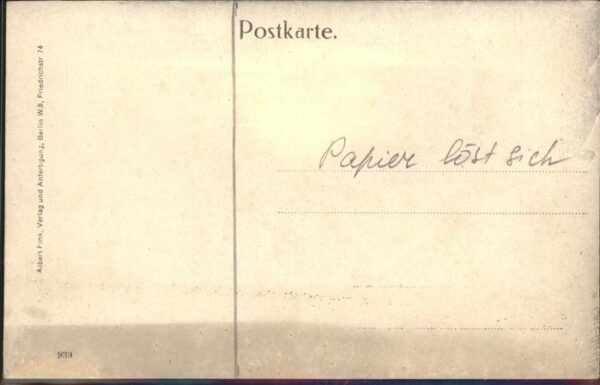 Postkarte.
Papier löst sich
Albert Fink, Verlag und Anfertigung, Berlin W.8, Friedrichstr 74
939